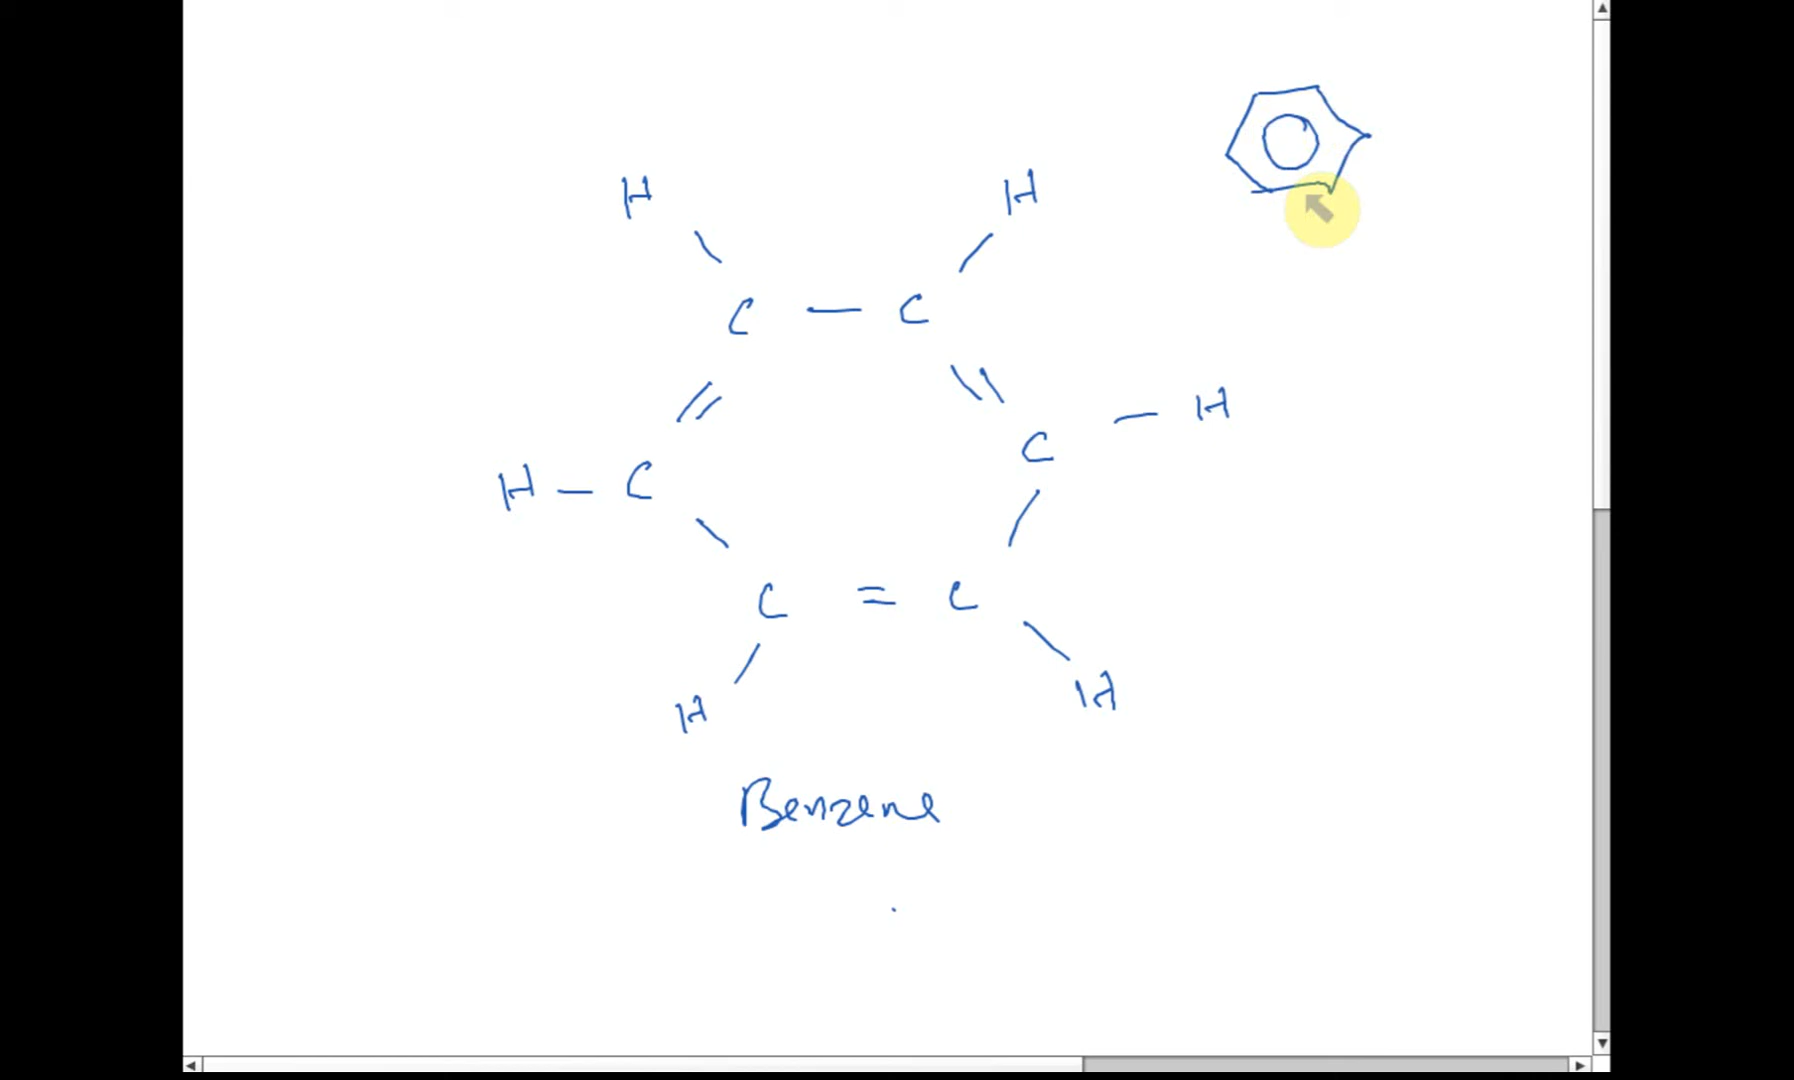 H H
C — C
C — H
H — C
C = C
H
H
Benzene